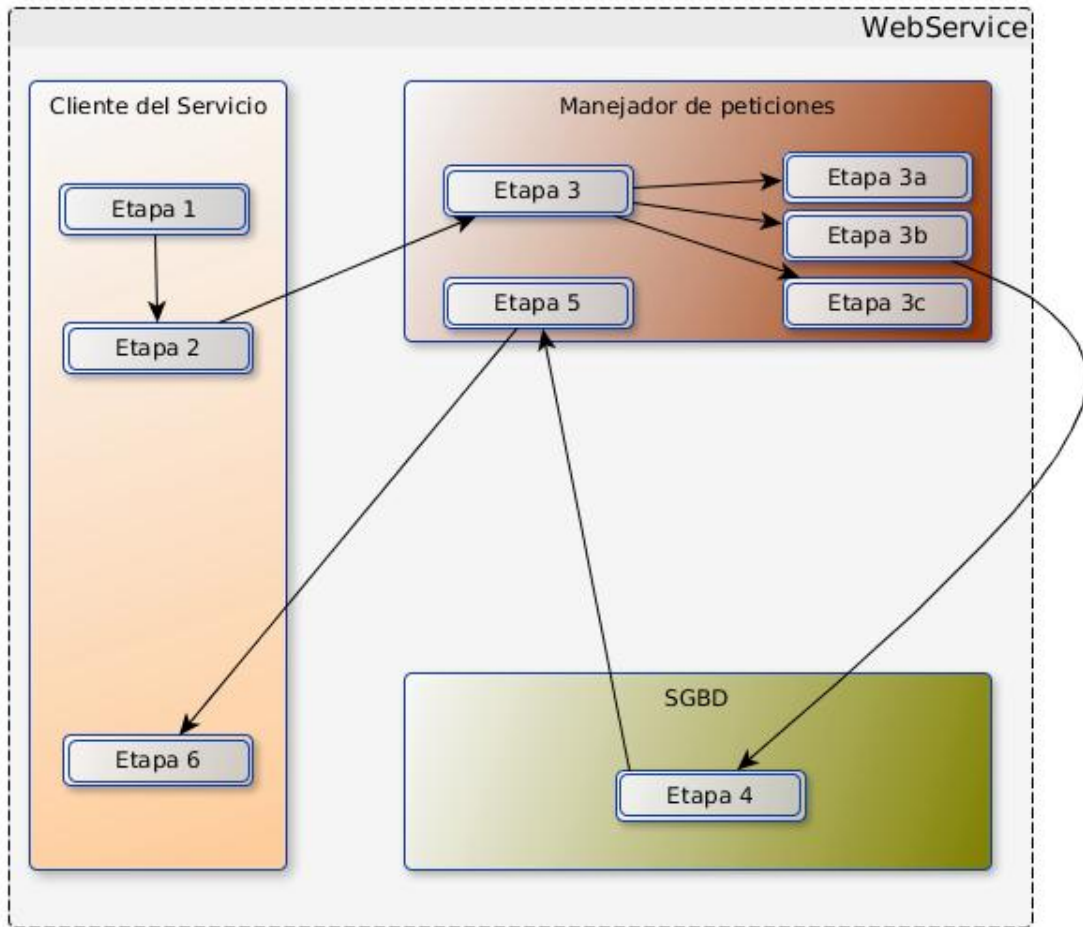 WebService
Cliente del Servicio
Etapa 1
Etapa 2
Etapa 6
Manejador de peticiones
Etapa 3
Etapa 3a
Etapa 3b
Etapa 3c
Etapa 5
SGBD
Etapa 4